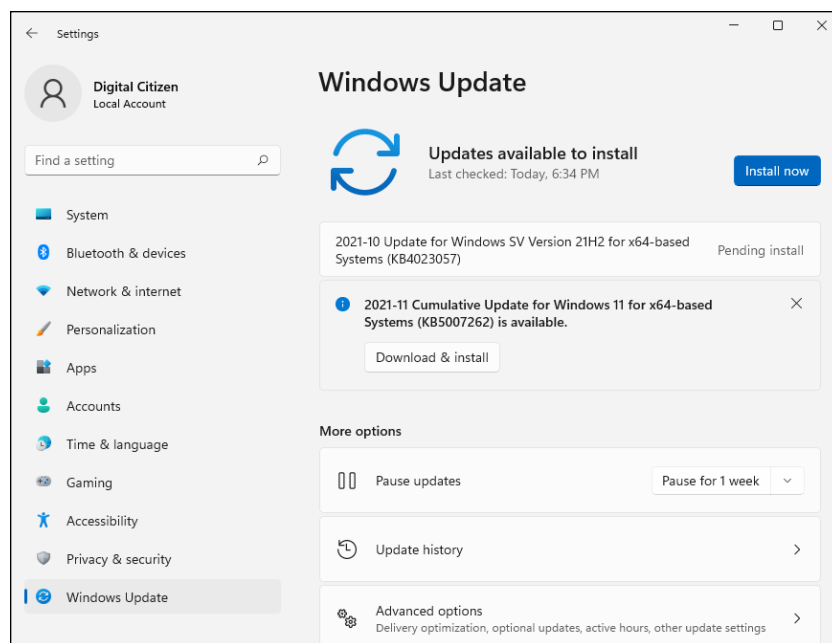 Settings
Digital Citizen
Local Account
Find a setting
System
Bluetooth & devices
Network & internet
Personalization
Apps
Accounts
Time & language
Gaming
Accessibility
Privacy & security
Windows Update
Windows Update
Updates available to install
Last checked: Today, 6:34 PM
Install now
2021-10 Update for Windows SV Version 21H2 for x64-based
Systems (KB4023057)
Pending install
2021-11 Cumulative Update for Windows 11 for x64-based
Systems (KB5007262) is available.
Download & install
More options
Pause updates
Pause for 1 week
Update history
Advanced options
Delivery optimization, optional updates, active hours, other update settings